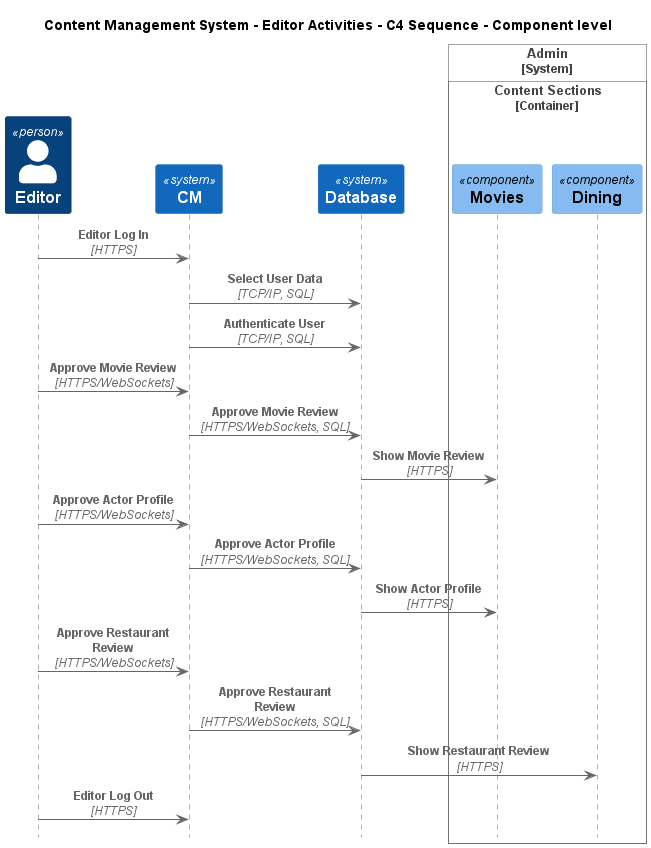 Content Management System - Editor Activities - C4 Sequence - Component level
Admin
[System]
Content Sections
[Container]
«person»
Editor
«system»
CM
«system»
Database
«component»
Movies
«component»
Dining
Editor Log In
[HTTPS]
Select User Data
[TCP/IP, SQL]
Authenticate User
[TCP/IP, SQL]
Approve Movie Review
[HTTPS/WebSockets]
Approve Movie Review
[HTTPS/WebSockets, SQL]
Show Movie Review
[HTTPS]
Approve Actor Profile
[HTTPS/WebSockets]
Approve Actor Profile
[HTTPS/WebSockets, SQL]
Show Actor Profile
[HTTPS]
Approve Restaurant
Review
[HTTPS/WebSockets]
Approve Restaurant
Review
[HTTPS/WebSockets, SQL]
Show Restaurant Review
[HTTPS]
Editor Log Out
[HTTPS]